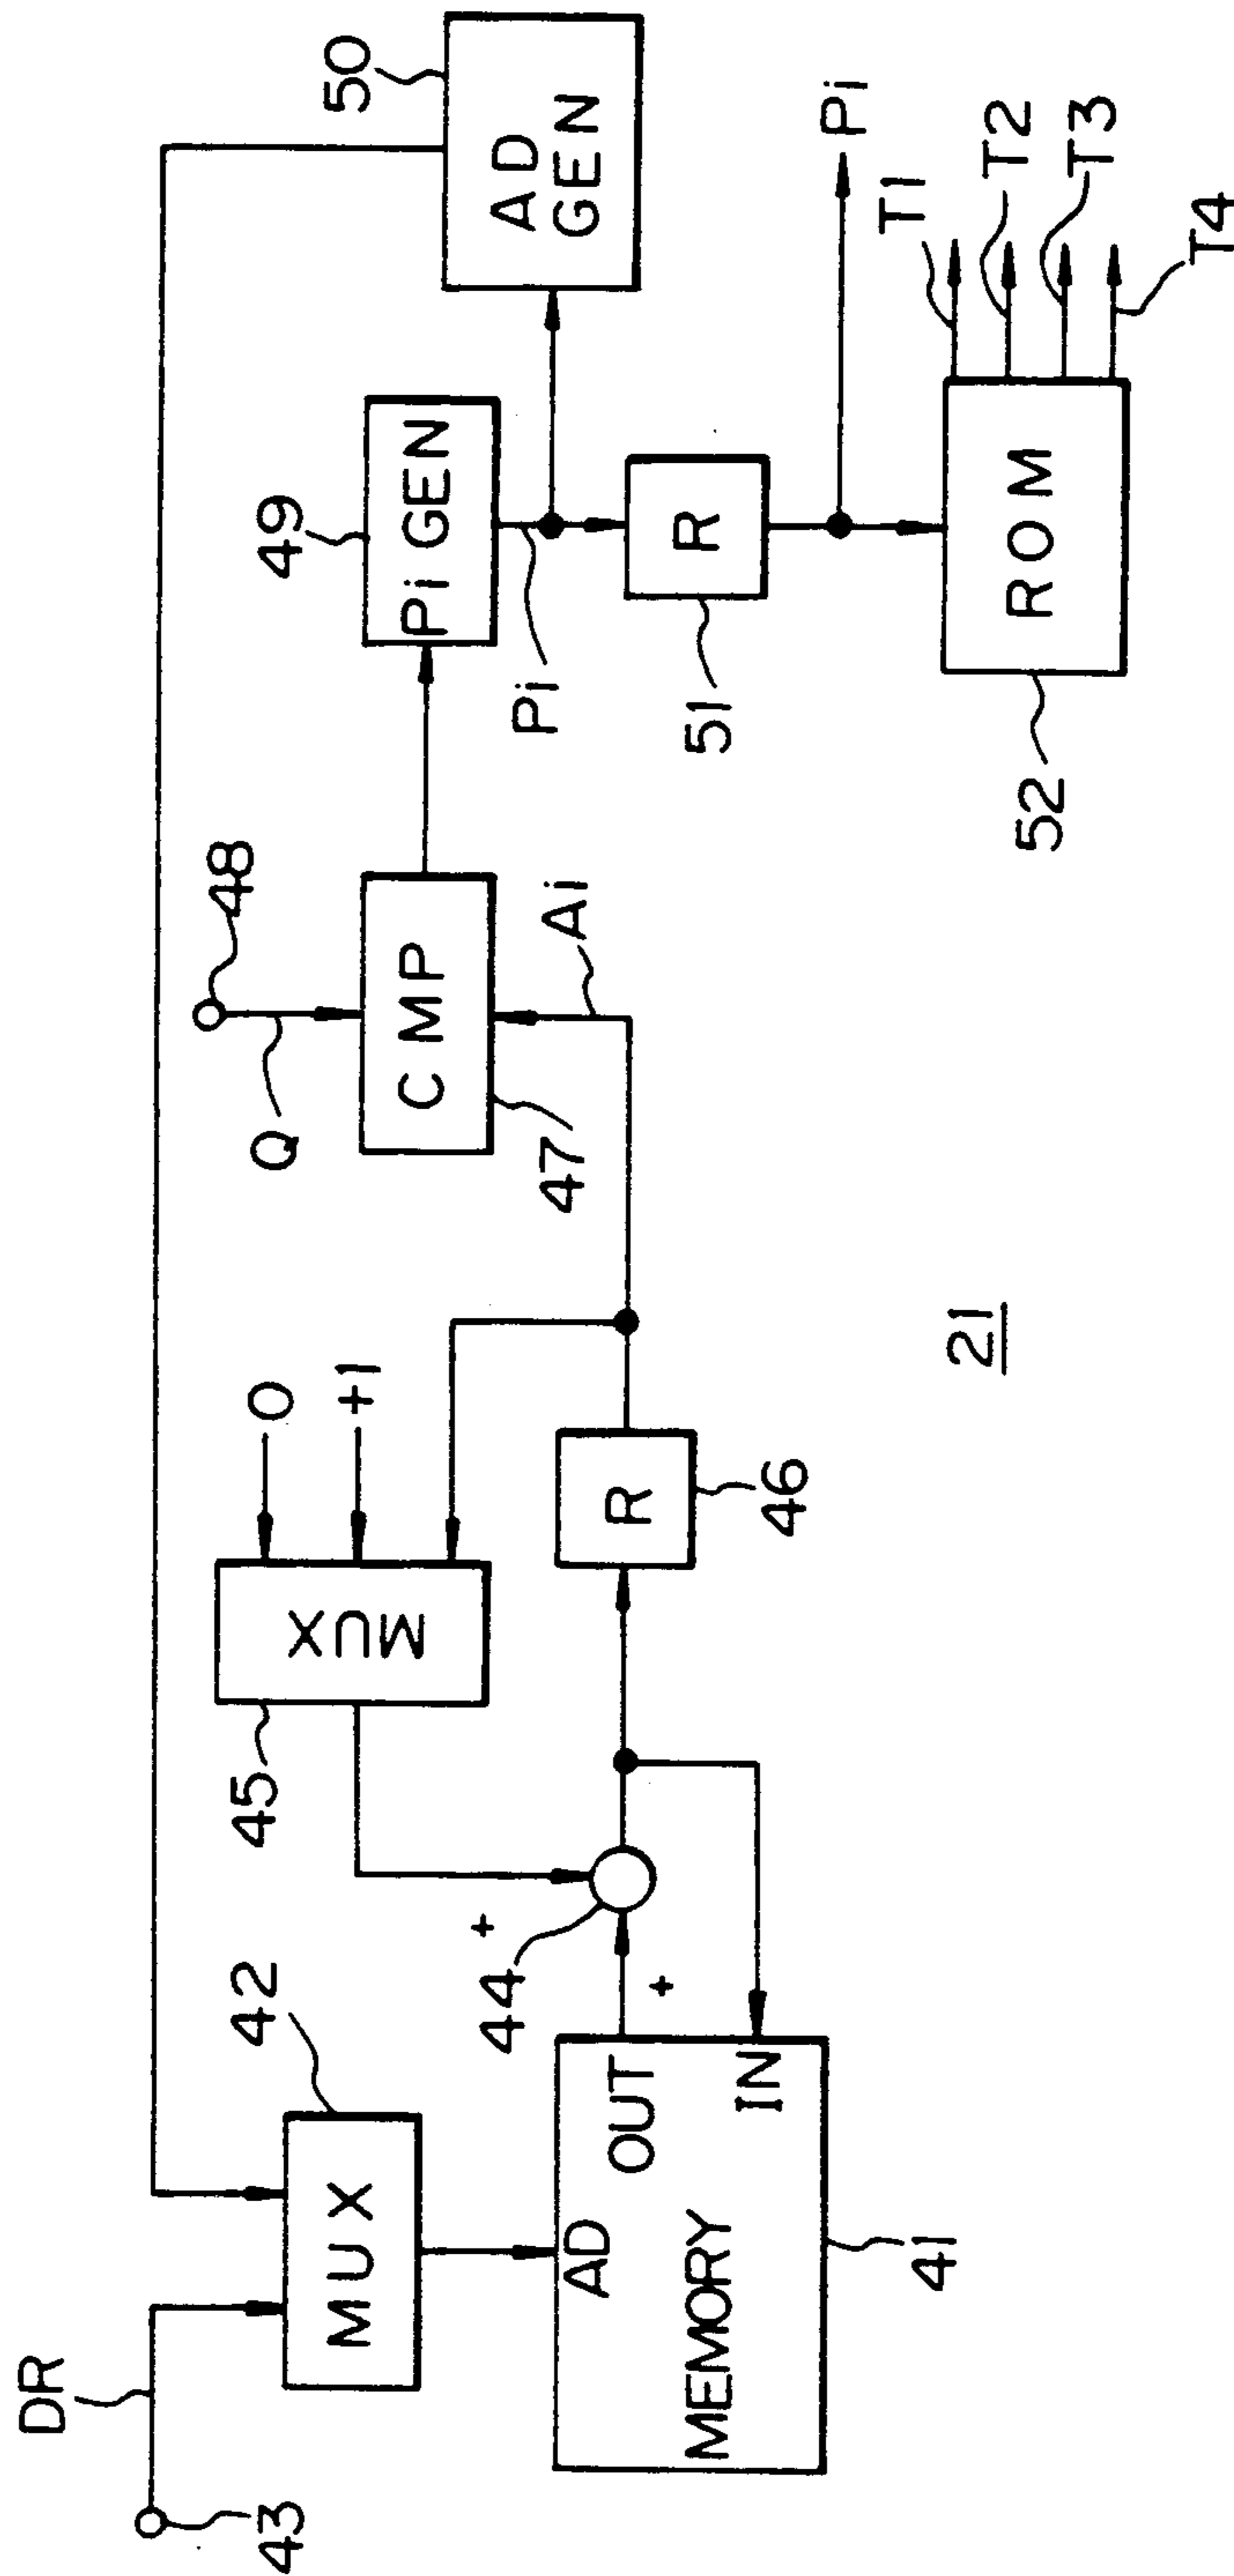 DR
43
MUX
42
AD
OUT
IN
MEMORY
41
+
+
44
45
MUX
O
+1
R
46
Q
48
CMP
47
Ai
49
Pi GEN
Pi
50
AD
GEN
R
51
Pi
ROM
52
T1
T2
T3
T4
21